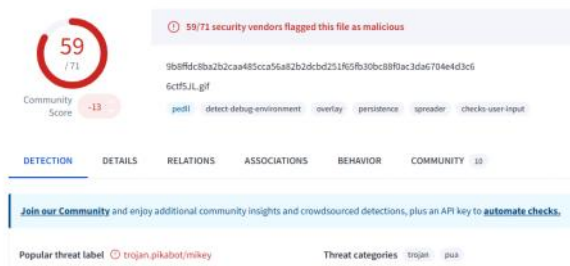 59
/ 71
Community
Score
-13
59/71 security vendors flagged this file as malicious
9b8ffdc8ba2b2caa485cca56a82b2dcbd251f65fb30bc88f0ac3da6704e4d3c6
6ctf5JL.gif
pedll detect-debug-environment overlay persistence spreader checks-user-input
DETECTION DETAILS RELATIONS ASSOCIATIONS BEHAVIOR COMMUNITY 10
Join our Community and enjoy additional community insights and crowdsourced detections, plus an API key to automate checks.
Popular threat label trojan.pikabot/mikey Threat categories trojan pua